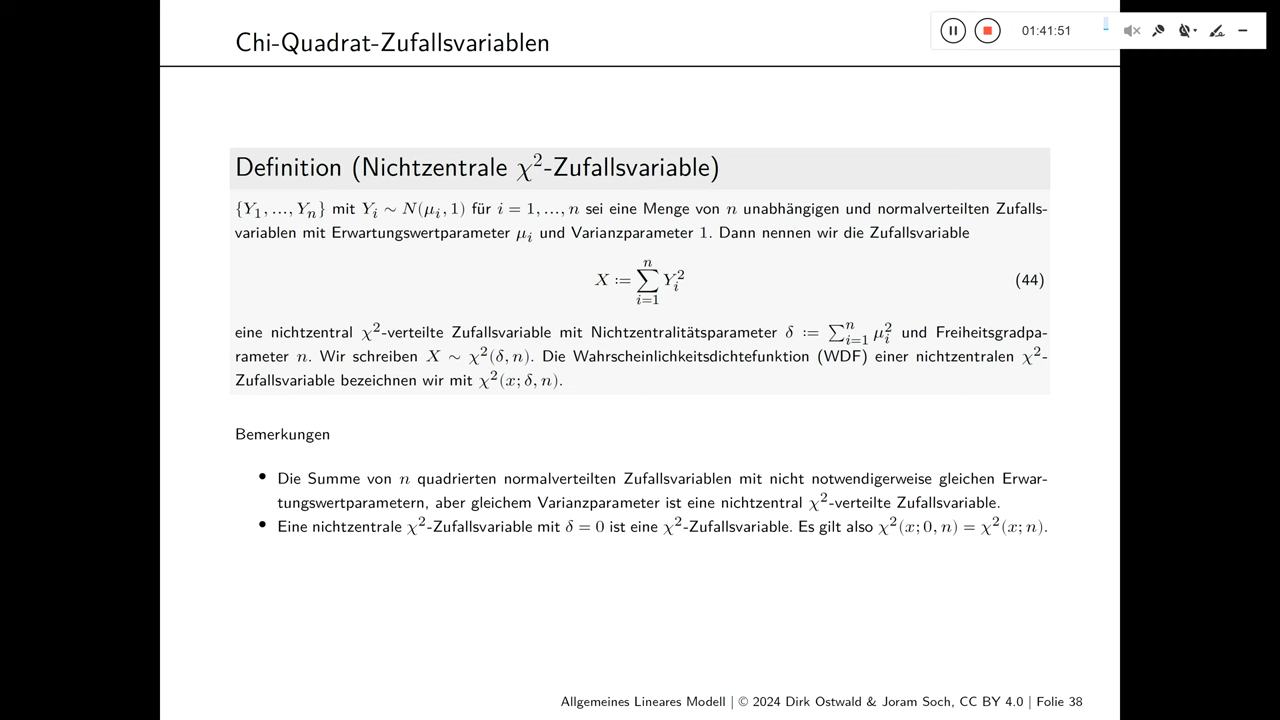 Chi-Quadrat-Zufallsvariablen
01:41:51
Definition (Nichtzentrale χ²-Zufallsvariable)
{Y₁, ..., Yₙ} mit Yᵢ ∼ N(μᵢ, 1) für i = 1, ..., n sei eine Menge von n unabhängigen und normalverteilten Zufalls-
variablen mit Erwartungswertparameter μᵢ und Varianzparameter 1. Dann nennen wir die Zufallsvariable
X := ∑ᵢ₌₁ⁿ Yᵢ² (44)
eine nichtzentral χ²-verteilte Zufallsvariable mit Nichtzentralitätsparameter δ := ∑ᵢ₌₁ⁿ μᵢ² und Freiheitsgradpa-
rameter n. Wir schreiben X ∼ χ²(δ, n). Die Wahrscheinlichkeitsdichtefunktion (WDF) einer nichtzentralen χ²-
Zufallsvariable bezeichnen wir mit χ²(x; δ, n).
Bemerkungen
• Die Summe von n quadrierten normalverteilten Zufallsvariablen mit nicht notwendigerweise gleichen Erwar-
tungswertparametern, aber gleichem Varianzparameter ist eine nichtzentral χ²-verteilte Zufallsvariable.
• Eine nichtzentrale χ²-Zufallsvariable mit δ = 0 ist eine χ²-Zufallsvariable. Es gilt also χ²(x; 0, n) = χ²(x; n).
Allgemeines Lineares Modell | © 2024 Dirk Ostwald & Joram Soch, CC BY 4.0 | Folie 38